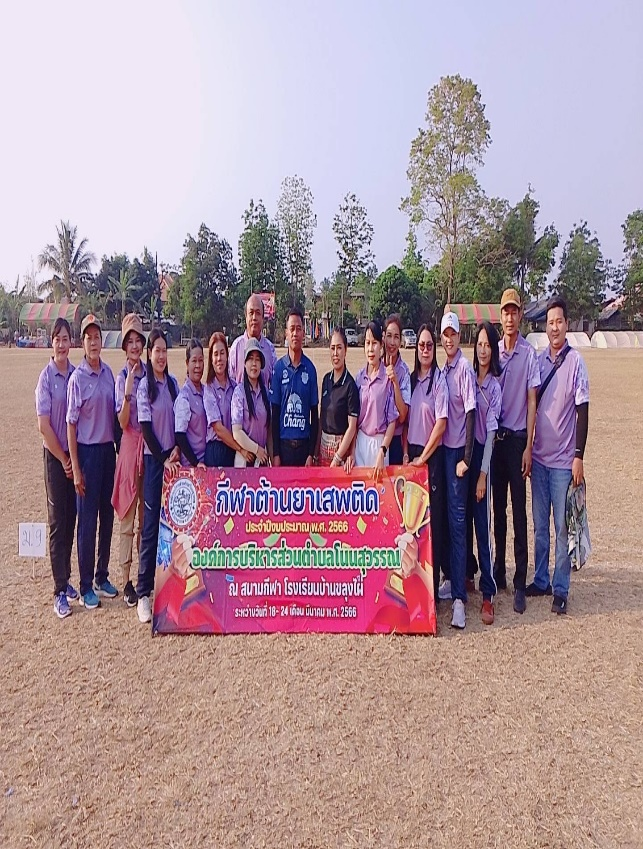 กีฬาต้านยาเสพติด
ประจำปีงบประมาณ พ.ศ. 2566
องค์การบริหารส่วนตำบลโนนสุวรรณ
ณ สนามกีฬา โรงเรียนบ้านขลุงไผ่
ระหว่างวันที่ 18- 24 เดือน มีนาคม พ.ศ. 2566
Chang